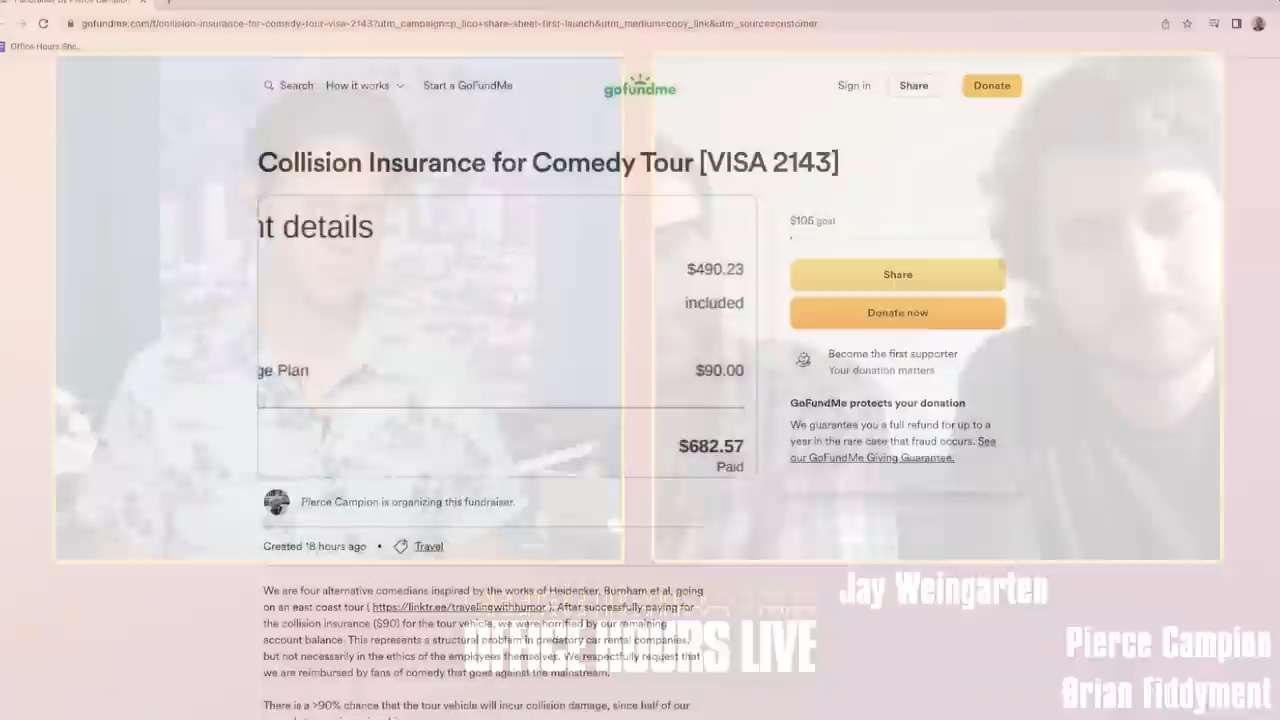 gofundme.com/f/collision-insurance-for-comedy-tour-visa-2143?utm_campaign=p_lico+share-sheet-first-launch&utm_medium=copy_link&utm_source=customer
Office Hours Sho...
Search How it works Start a GoFundMe gofundme Sign in Share Donate
Collision Insurance for Comedy Tour [VISA 2143]
nt details
$490.23
included
ge Plan $90.00
$682.57
Paid
$105 goal
Share
Donate now
Become the first supporter
Your donation matters
GoFundMe protects your donation
We guarantee you a full refund for up to a
year in the rare case that fraud occurs. See
our GoFundMe Giving Guarantee.
Pierce Campion is organizing this fundraiser.
Created 18 hours ago • Travel
We are four alternative comedians inspired by the works of Heidecker, Burnham et al, going
on an east coast tour ( https://linktr.ee/travelingwithhumor ). After successfully paying for
the collision insurance ($90) for the tour vehicle, we were horrified by our remaining
account balance. This represents a structural problem in predatory car rental companies,
but not necessarily in the ethics of the employees themselves. We respectfully request that
we are reimbursed by fans of comedy that goes against the mainstream.
There is a >90% chance that the tour vehicle will incur collision damage, since half of our
OFFICE HOURS LIVE
Jay Weingarten
Pierce Campion
Brian Fiddyment